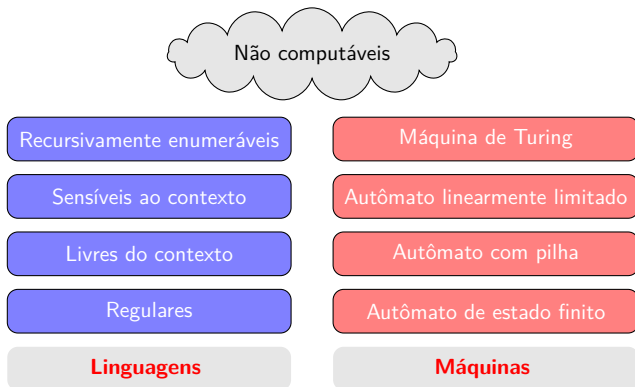 Não computáveis
Recursivamente enumeráveis
Máquina de Turing
Sensíveis ao contexto
Autômato linearmente limitado
Livres do contexto
Autômato com pilha
Regulares
Autômato de estado finito
Linguagens
Máquinas